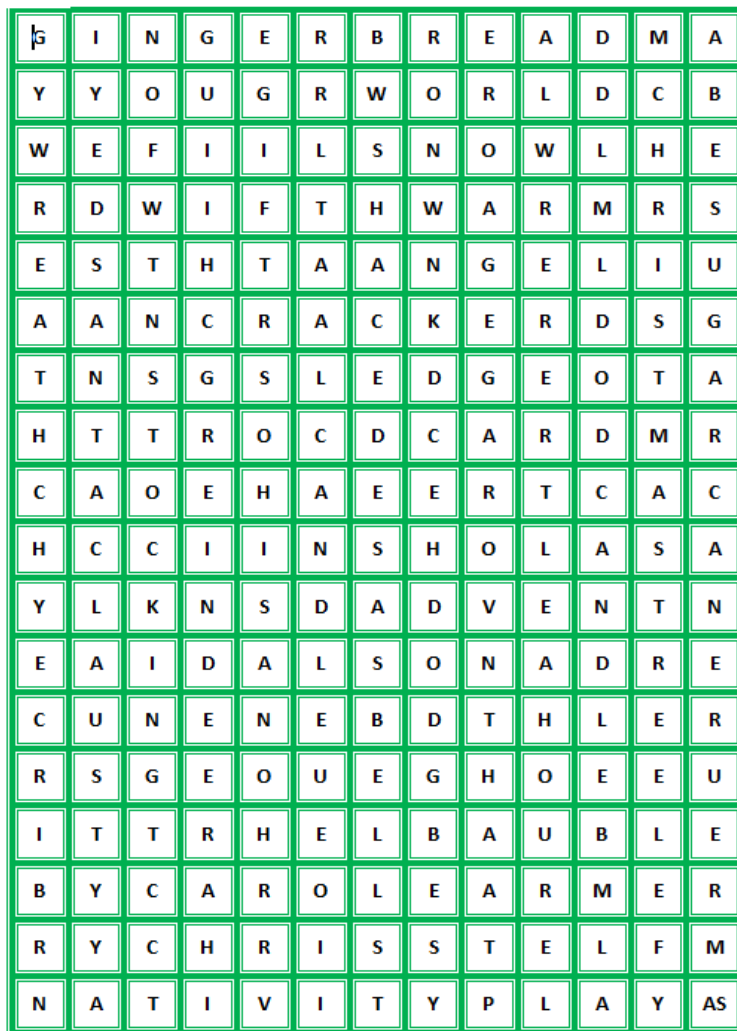 G I N G E R B R E A D M A
Y Y O U G R W O R L D C B
W E F I I L S N O W L H E
R D W I F T H W A R M R S
E S T H T A A N G E L I U
A A N C R A C K E R D S G
T N S G S L E D G E O T A
H T T R O C D C A R D M R
C A O E H A E E R T C A C
H C C I I N S H O L A S A
Y L K N S D A D V E N T N
E A I D A L S O N A D R E
C U N E N E B D T H L E R
R S G E O U E G H O E E U
I T T R H E L B A U B L E
B Y C A R O L E A R M E R
R Y C H R I S S T E L F M
N A T I V I T Y P L A Y AS